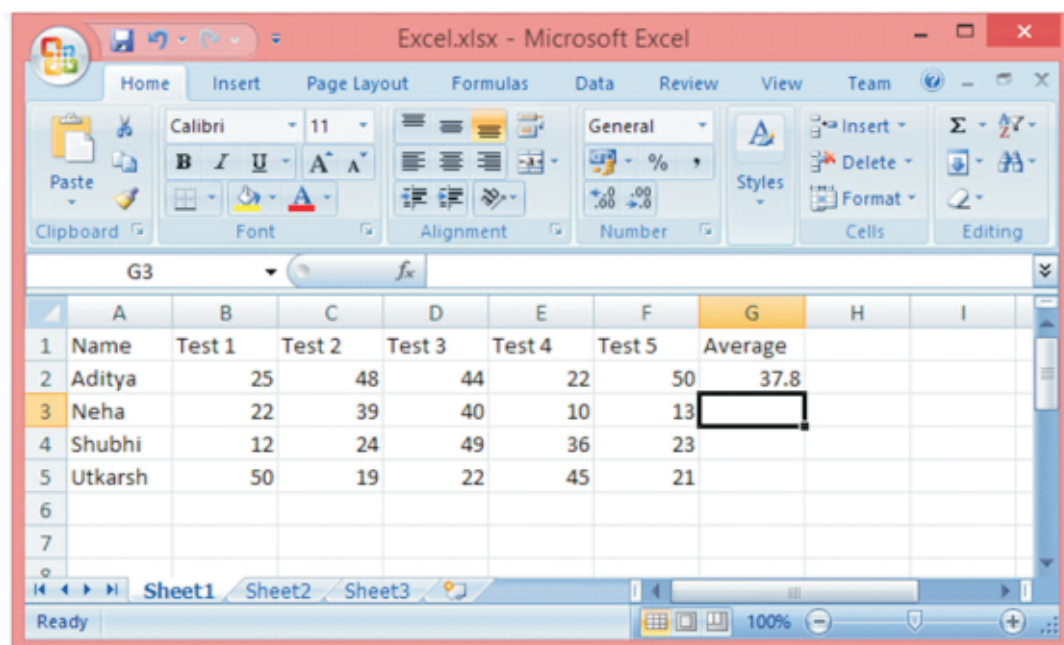 Excel.xlsx - Microsoft Excel
Home Insert Page Layout Formulas Data Review View Team
Calibri 11 General Insert Σ
Paste B I U A A % , Styles Delete
A .00 .0 Format
Clipboard Font Alignment Number Cells Editing
G3 fx
A B C D E F G H I
1 Name Test 1 Test 2 Test 3 Test 4 Test 5 Average
2 Aditya 25 48 44 22 50 37.8
3 Neha 22 39 40 10 13
4 Shubhi 12 24 49 36 23
5 Utkarsh 50 19 22 45 21
6
7
Sheet1 Sheet2 Sheet3
Ready 100%